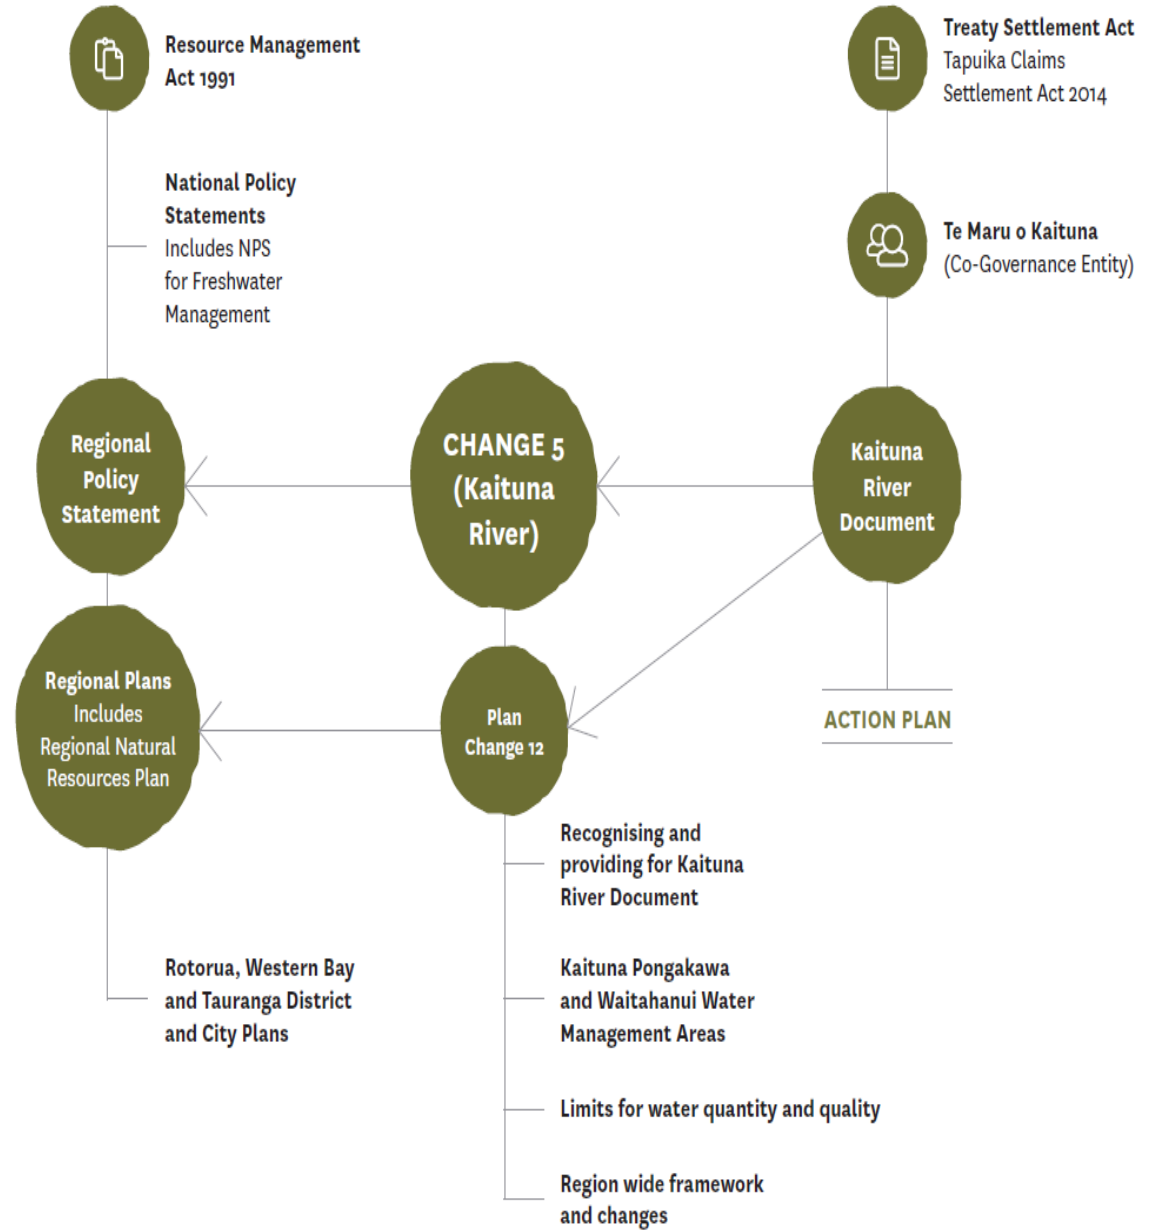 Resource Management
Act 1991
National Policy
Statements
Includes NPS
for Freshwater
Management
Treaty Settlement Act
Tapuika Claims
Settlement Act 2014
Te Maru o Kaituna
(Co-Governance Entity)
Regional
Policy
Statement
CHANGE 5
(Kaituna
River)
Kaituna
River
Document
Regional Plans
Includes
Regional Natural
Resources Plan
Plan
Change 12
ACTION PLAN
Rotorua, Western Bay
and Tauranga District
and City Plans
Recognising and
providing for Kaituna
River Document
Kaituna Pongakawa
and Waitahanui Water
Management Areas
Limits for water quantity and quality
Region wide framework
and changes